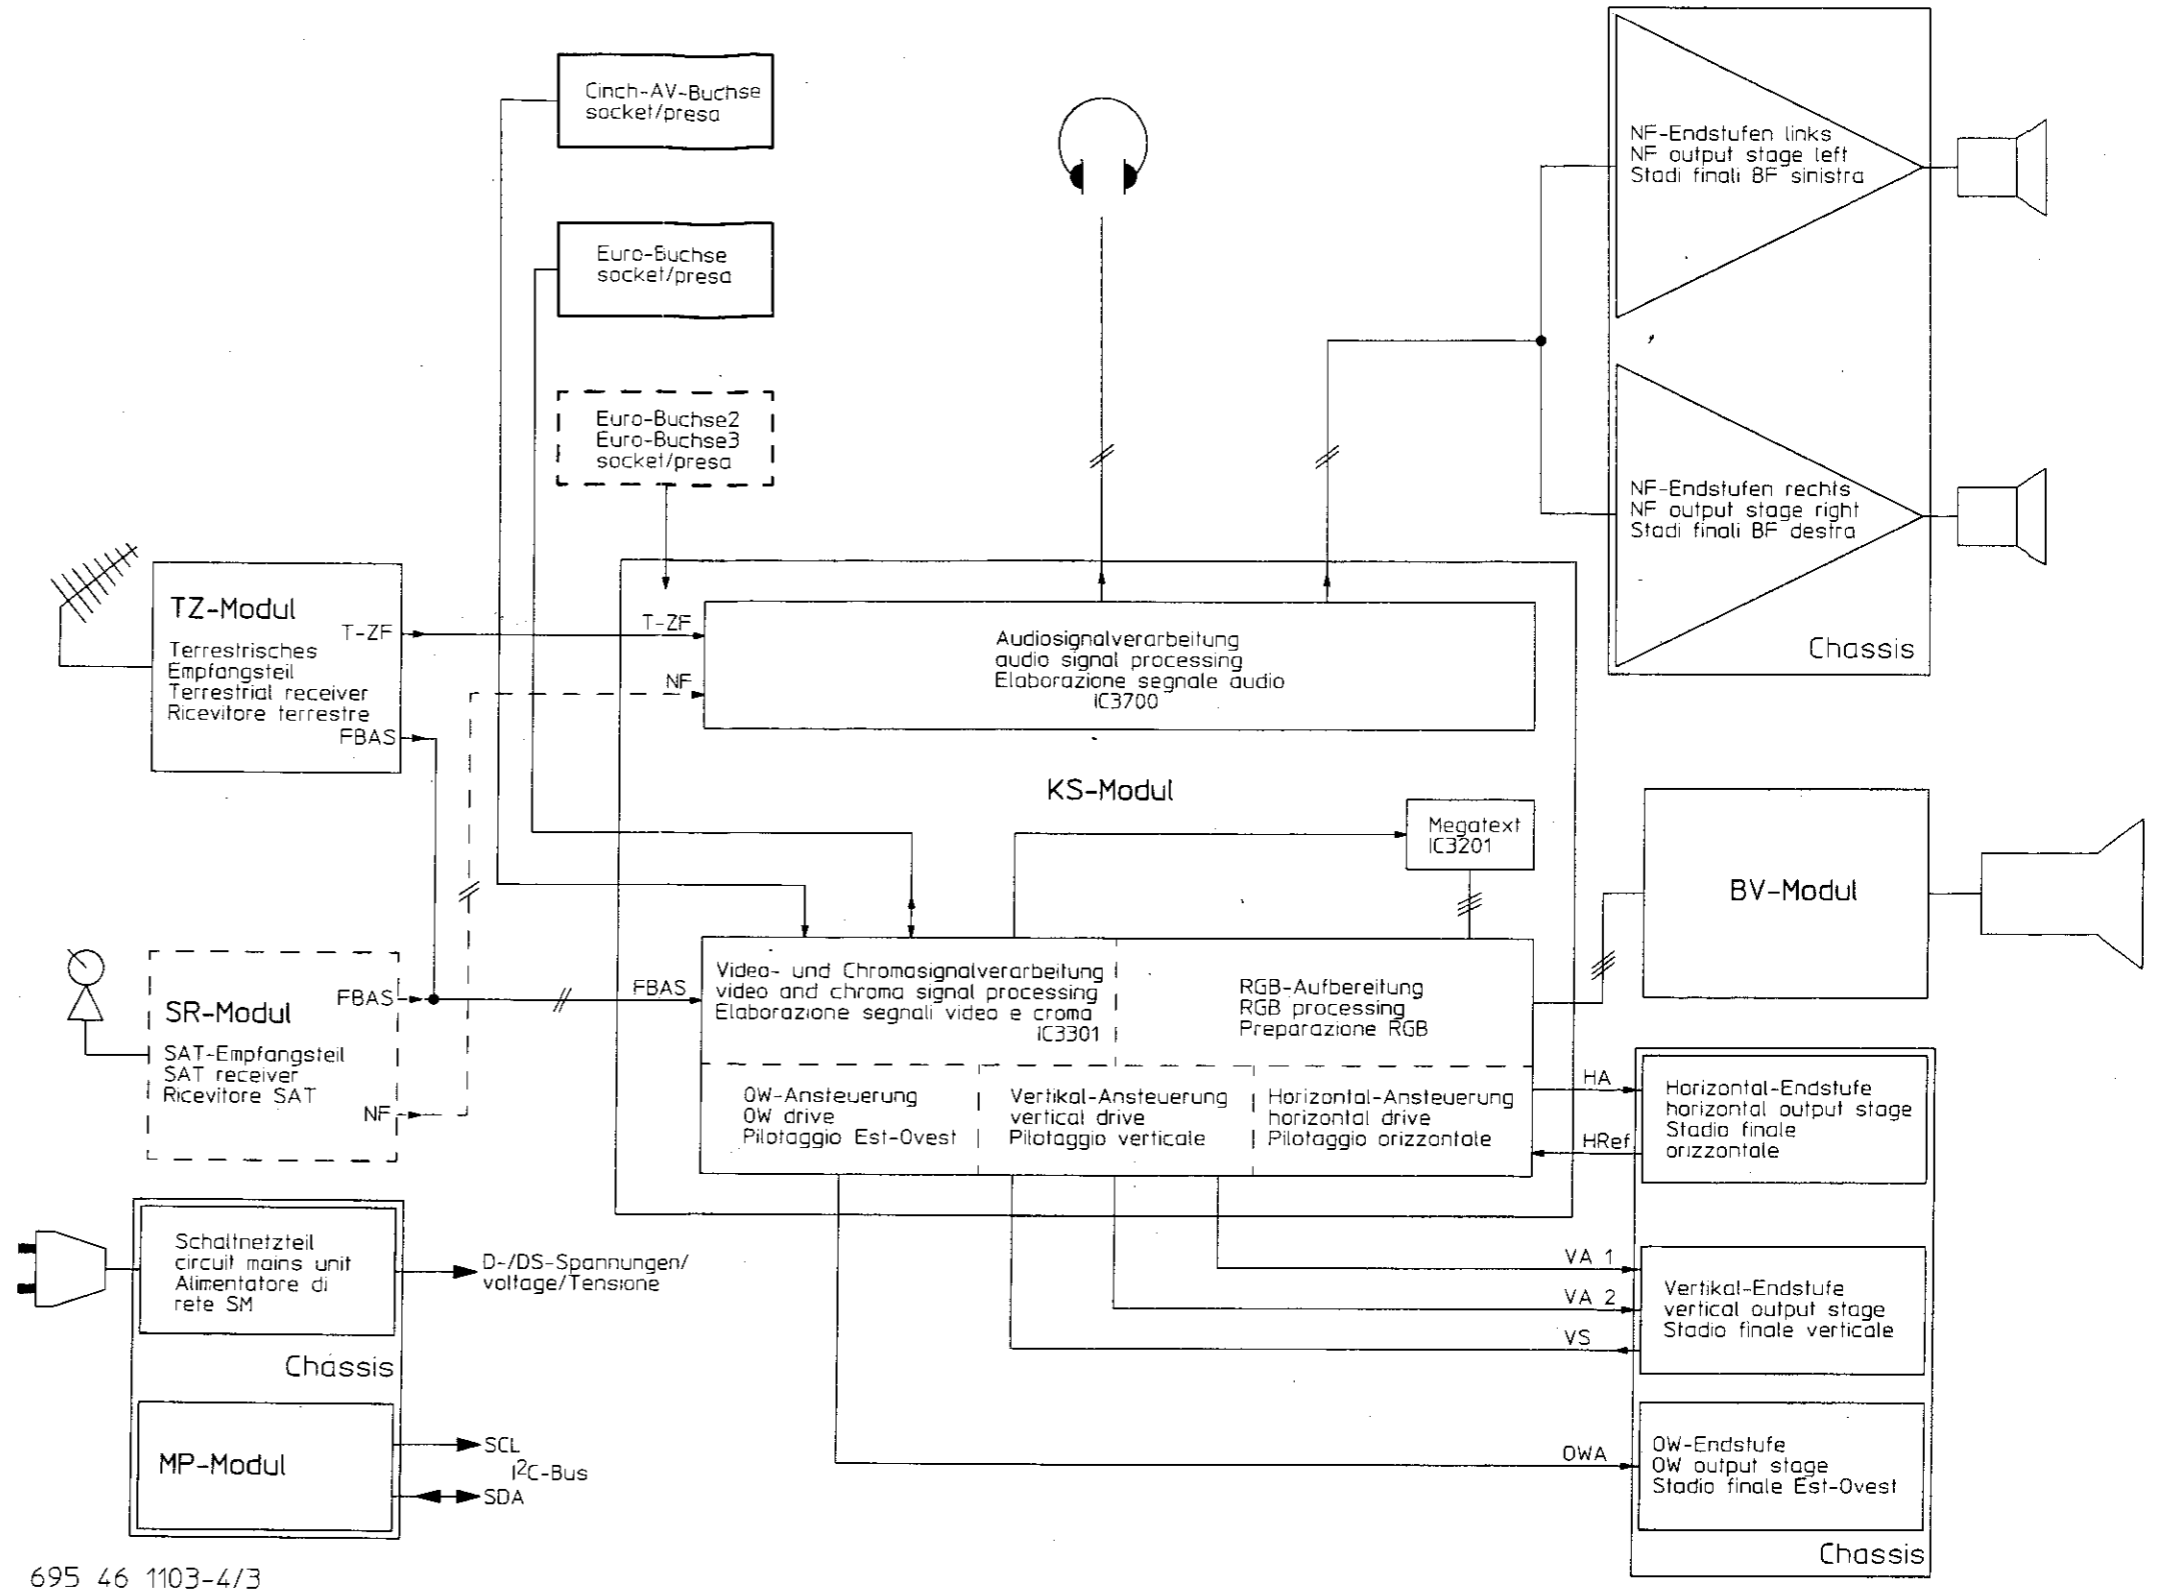 Cinch-AV-Buchse
socket/presa
Euro-Buchse
socket/presa
Euro-Buchse2
Euro-Buchse3
socket/presa
NF-Endstufen links
NF output stage left
Stadi finali BF sinistra
NF-Endstufen rechts
NF output stage right
Stadi finali BF destra
Chassis
TZ-Modul
T-ZF
Terrestrisches
Empfangsteil
Terrestrial receiver
Ricevitore terrestre
FBAS
T-ZF
NF
Audiosignalverarbeitung
audio signal processing
Elaborazione segnale audio
IC3700
KS-Modul
Megatext
IC3201
BV-Modul
SR-Modul
FBAS
SAT-Empfangsteil
SAT receiver
Ricevitore SAT
NF
FBAS
Video- und Chromasignalverarbeitung
video and chroma signal processing
Elaborazione segnali video e croma
IC3301
RGB-Aufbereitung
RGB processing
Preparazione RGB
OW-Ansteuerung
OW drive
Pilotaggio Est-Ovest
Vertikal-Ansteuerung
vertical drive
Pilotaggio verticale
Horizontal-Ansteuerung
horizontal drive
Pilotaggio orizzontale
HA
HRef
Horizontal-Endstufe
horizontal output stage
Stadio finale
orizzontale
Schaltnetzteil
circuit mains unit
Alimentatore di
rete SM
D-/DS-Spannungen/
voltage/Tensione
Chassis
VA 1
VA 2
VS
Vertikal-Endstufe
vertical output stage
Stadio finale verticale
MP-Modul
SCL
I²C-Bus
SDA
OWA
OW-Endstufe
OW output stage
Stadio finale Est-Ovest
Chassis
695 46 1103-4/3